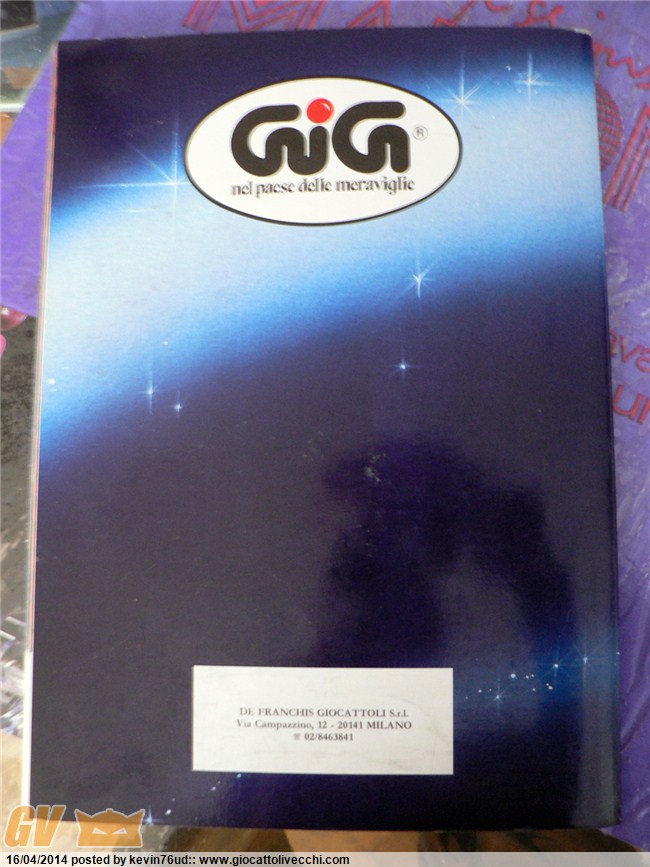 GiG ®
nel paese delle meraviglie
DE FRANCHIS GIOCATTOLI S.r.l.
Via Campazzino, 12 - 20141 MILANO
☎ 02/8463841
GV
16/04/2014 posted by kevin76ud:: www.giocattolivecchi.com